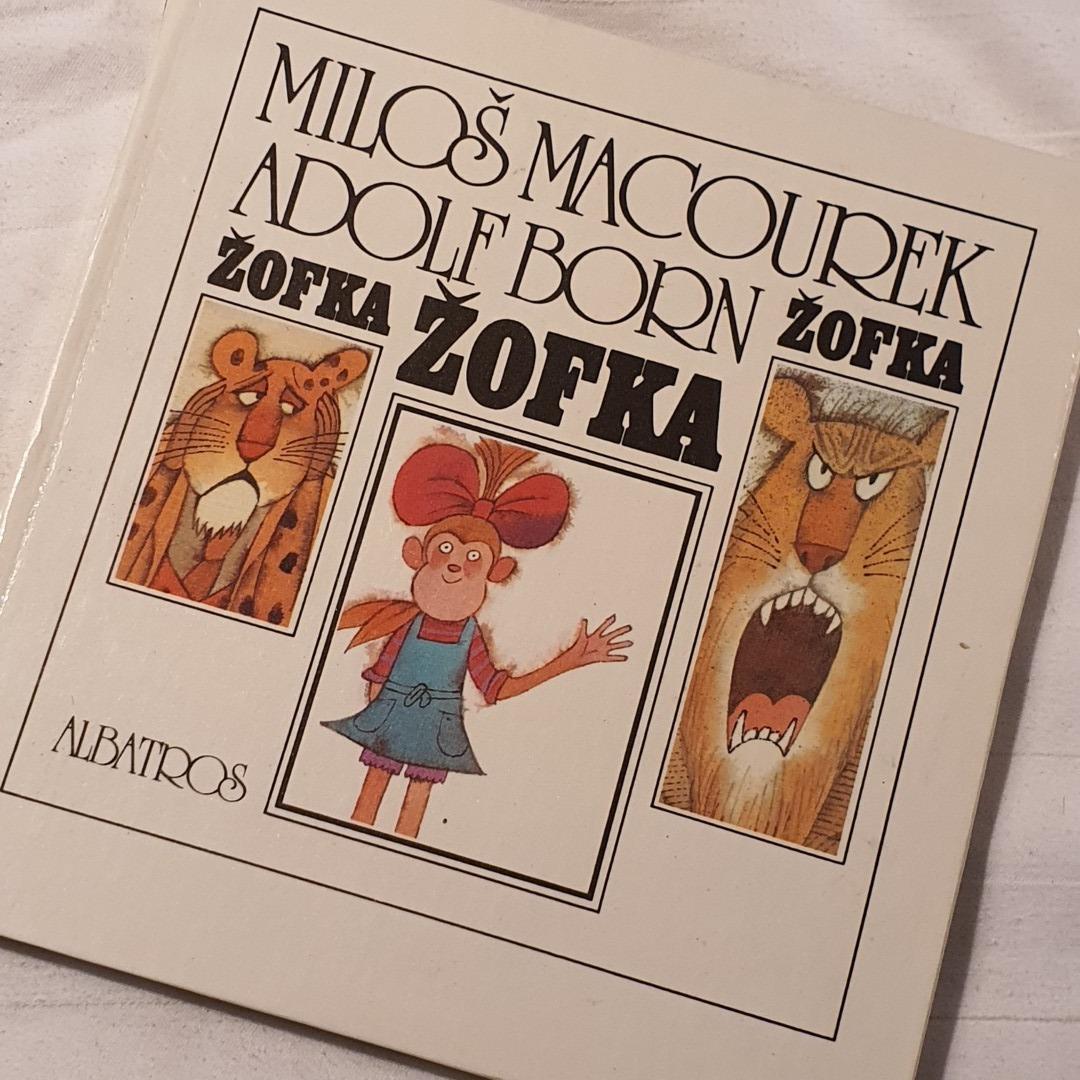 MILOŠ MACOUREK
ADOLF BORN
ŽOFKA
ŽOFKA
ŽOFKA
ALBATROS